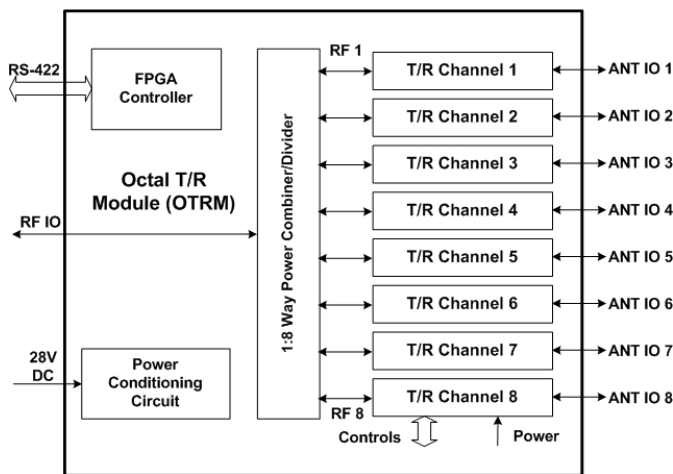 RS-422
FPGA
Controller
Octal T/R
Module (OTRM)
RF IO
28V
DC
Power
Conditioning
Circuit
1:8 Way Power Combiner/Divider
RF 1
RF 8
T/R Channel 1
T/R Channel 2
T/R Channel 3
T/R Channel 4
T/R Channel 5
T/R Channel 6
T/R Channel 7
T/R Channel 8
Controls
Power
ANT IO 1
ANT IO 2
ANT IO 3
ANT IO 4
ANT IO 5
ANT IO 6
ANT IO 7
ANT IO 8